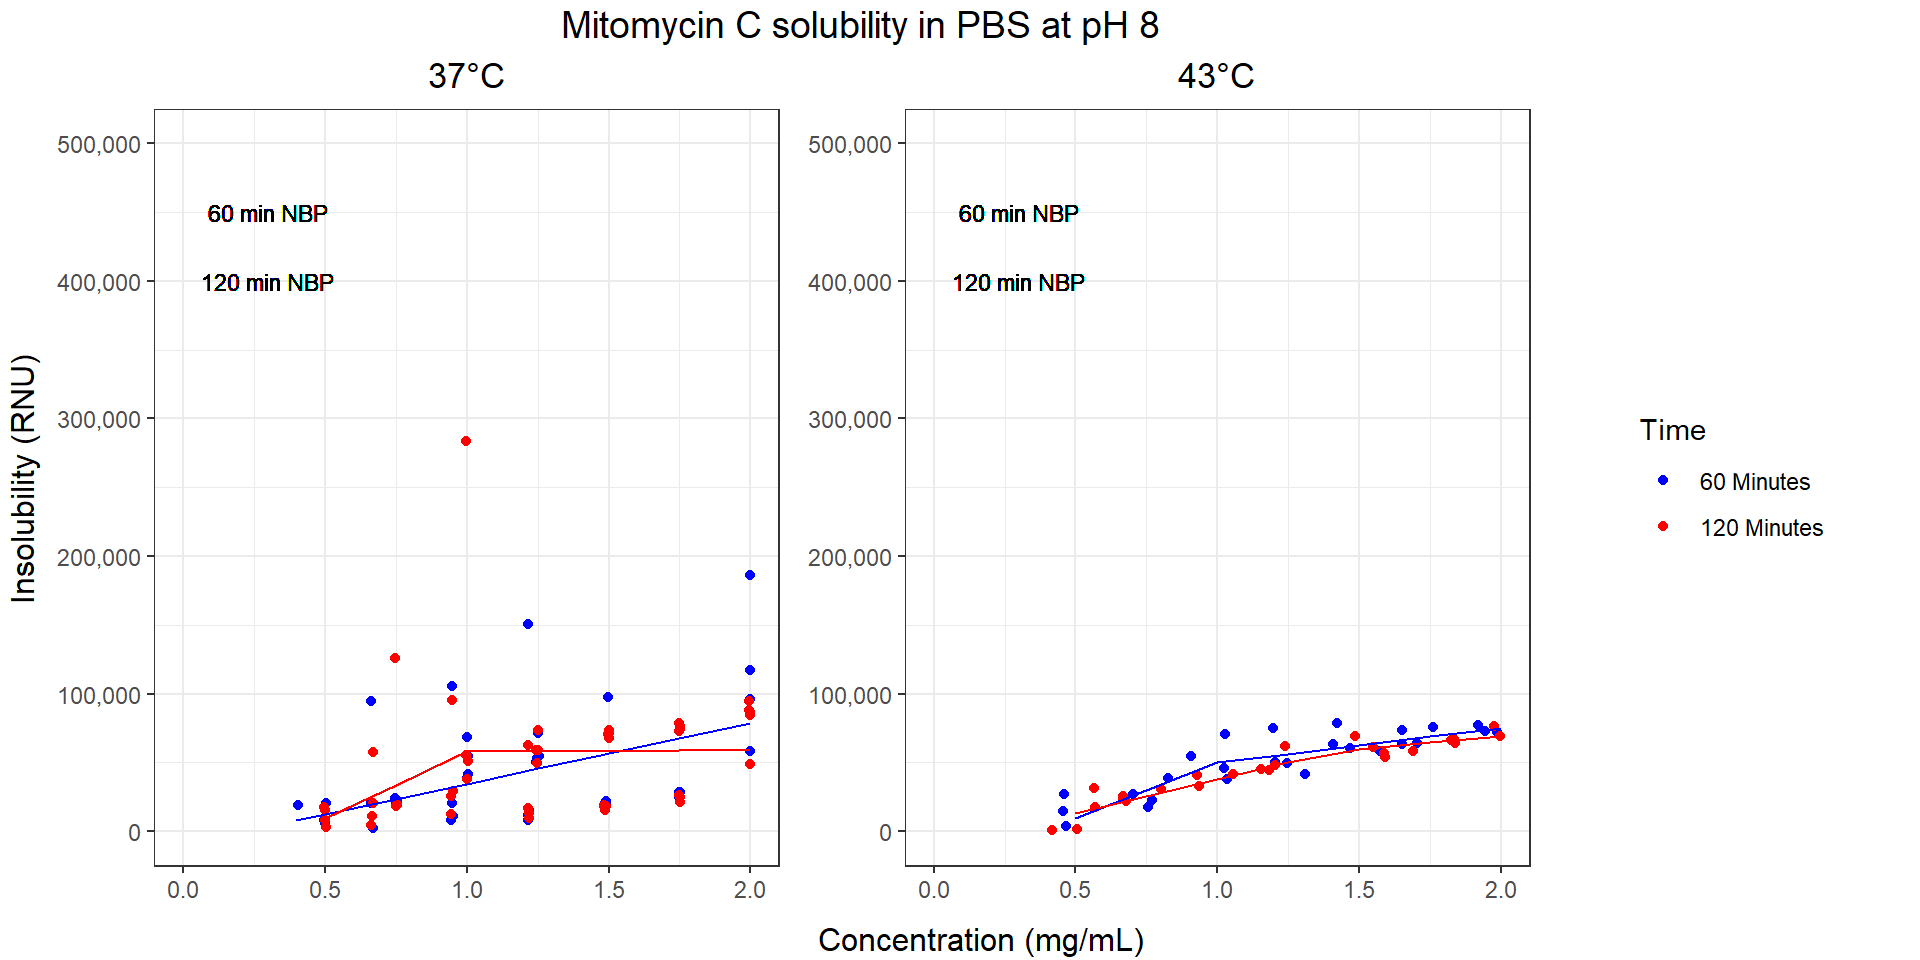 Mitomycin C solubility in PBS at pH 8
37°C
43°C
Insolubility (RNU)
500,000
400,000
300,000
200,000
100,000
0
60 min NBP
120 min NBP
0.0 0.5 1.0 1.5 2.0
500,000
400,000
300,000
200,000
100,000
0
60 min NBP
120 min NBP
0.0 0.5 1.0 1.5 2.0
Concentration (mg/mL)
Time
60 Minutes
120 Minutes